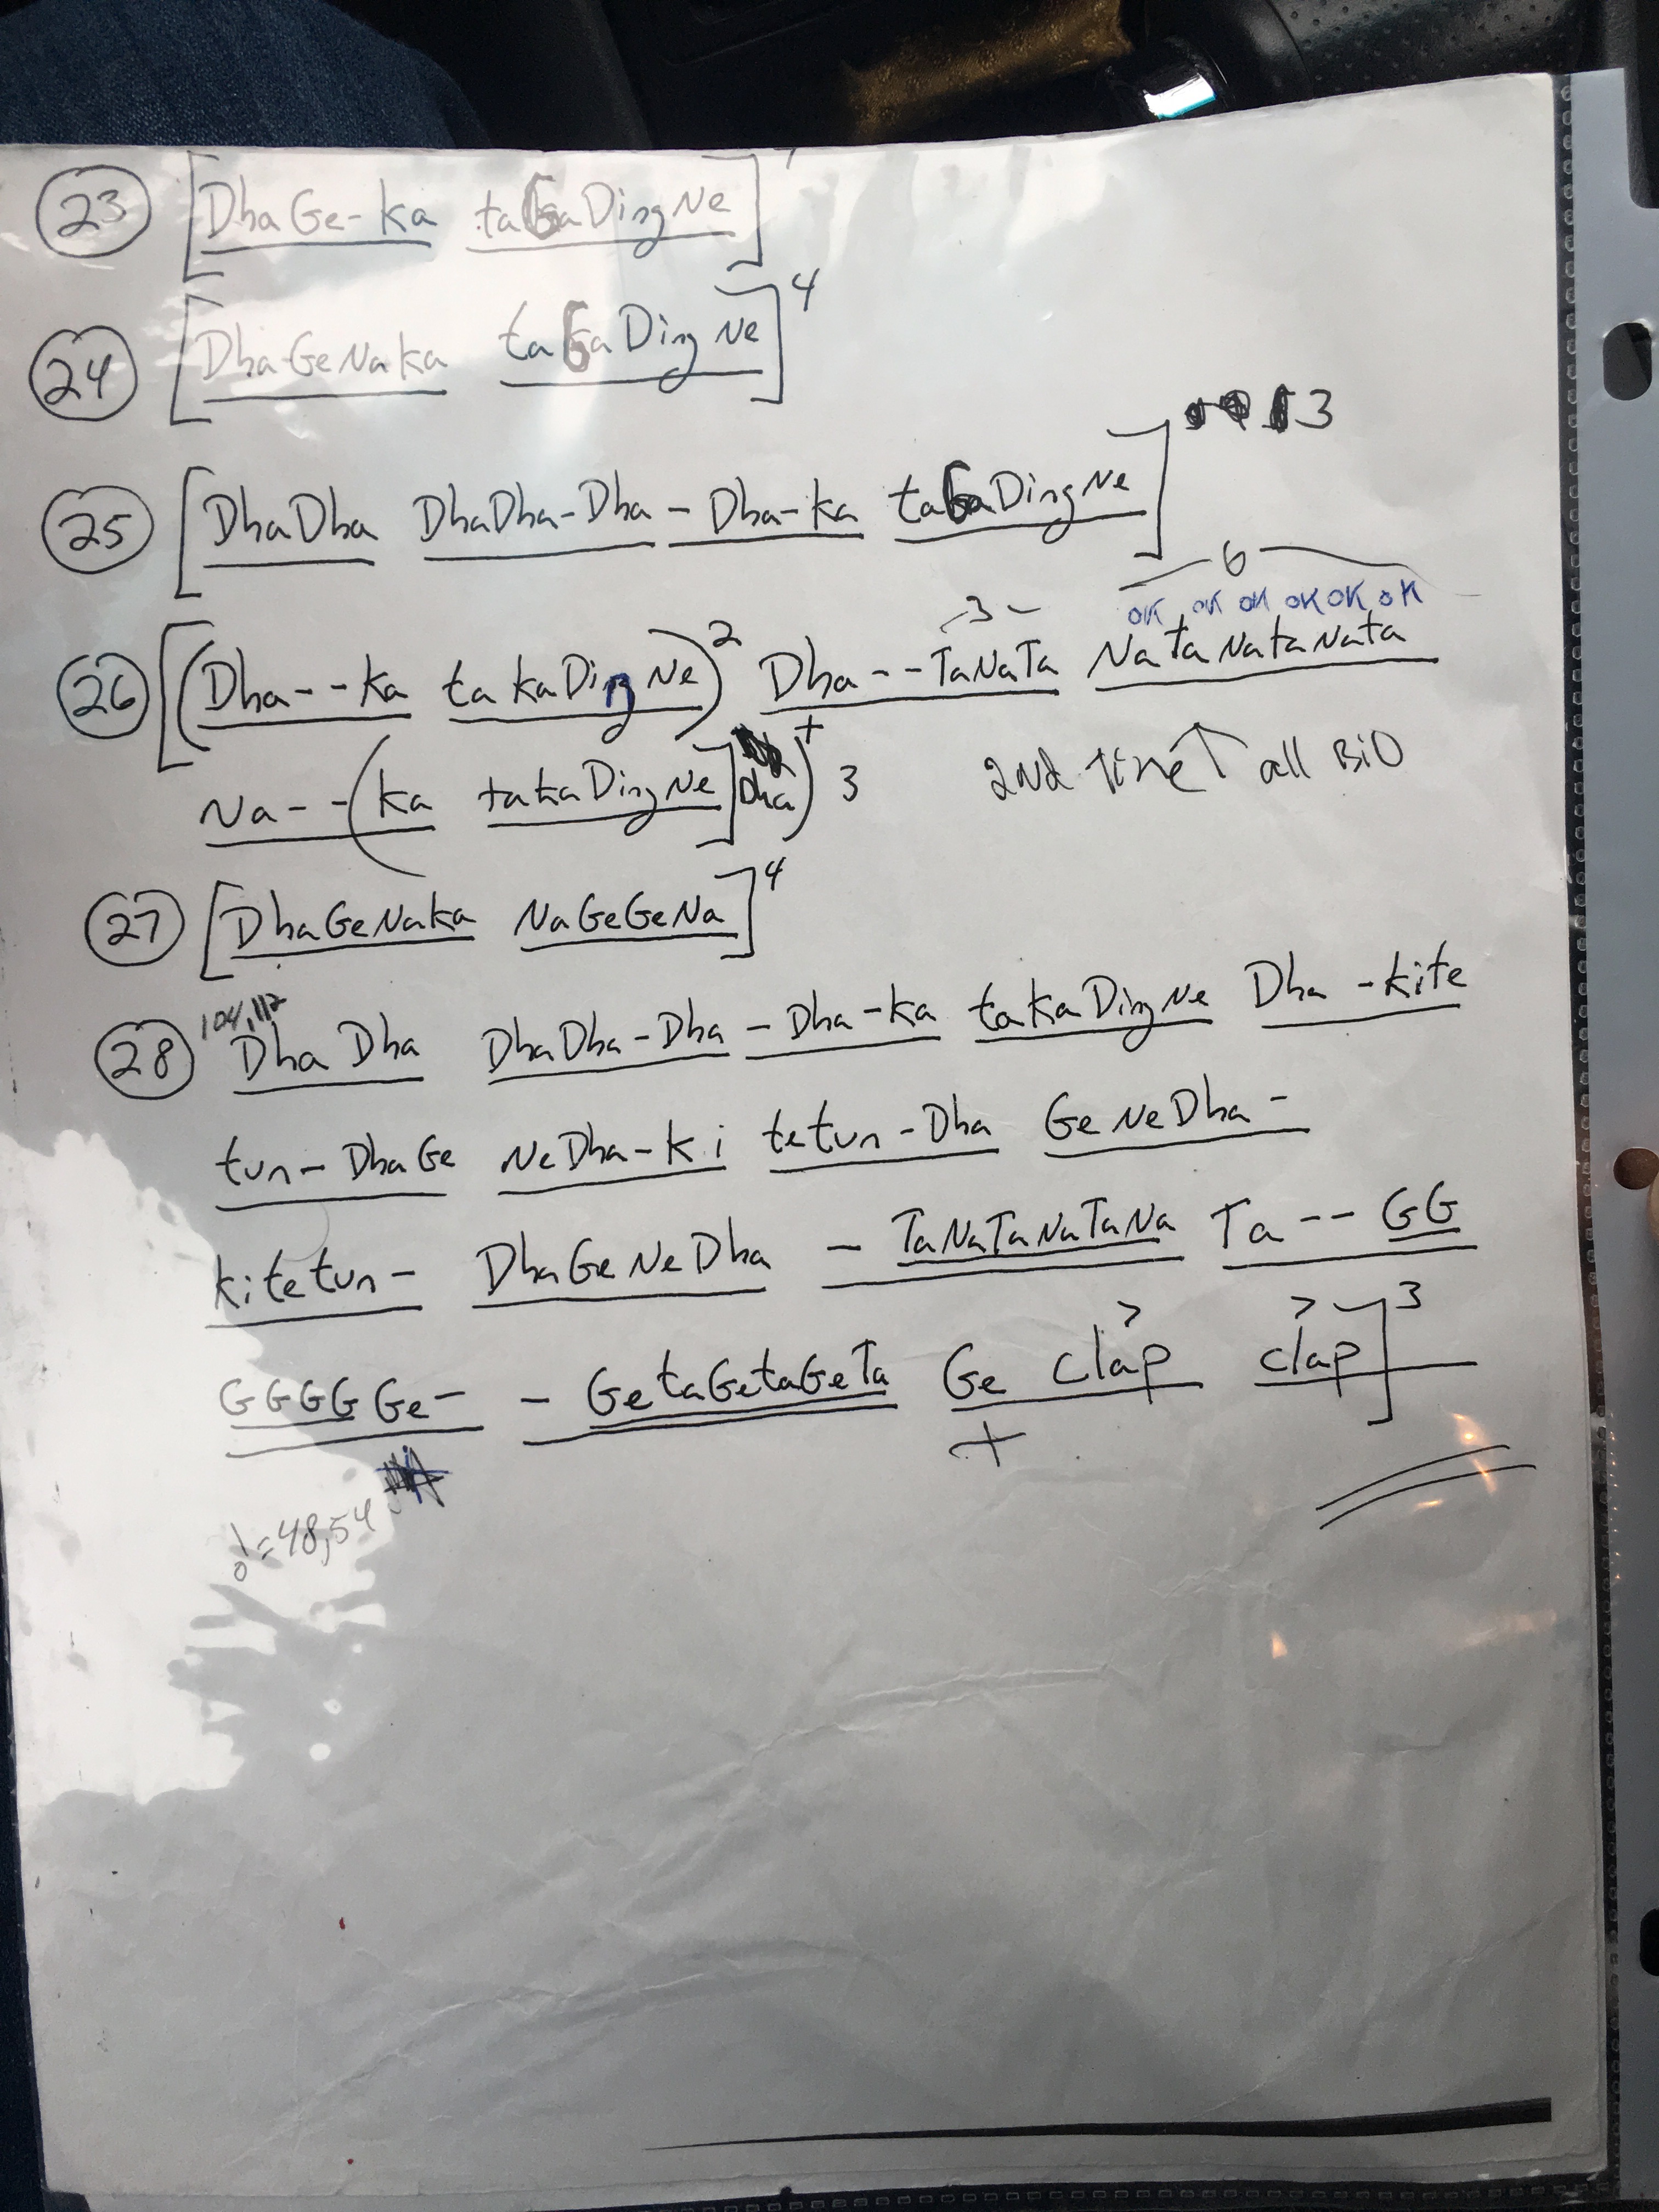 23 [DhaGe-ka taGaDingNe]
24 [DhaGeNaka taGaDingNe]4
25 [DhaDha DhaDha-Dha - Dha-ka taGaDingNe] 3
6
3 - OK OK OK OK OK OK
26 [(Dha--ka takaDingNe)2 Dha--TaNaTa NaTaNataNata
Na--(ka takaDingNe] Dha)+ 3 2nd time ↑ all BiO
27 [DhaGeNaka NaGeGeNa]4
104,112
28 Dha Dha DhaDha-Dha - Dha-ka takaDingNe Dha-kite
tun-DhaGe NeDha-ki tetun-Dha GeNeDha-
kitetun- DhaGeNeDha - TaNaTaNaTaNa Ta--GG
GGGGGe- - GetaGetaGeTa Ge clap clap]3
+
=48,54